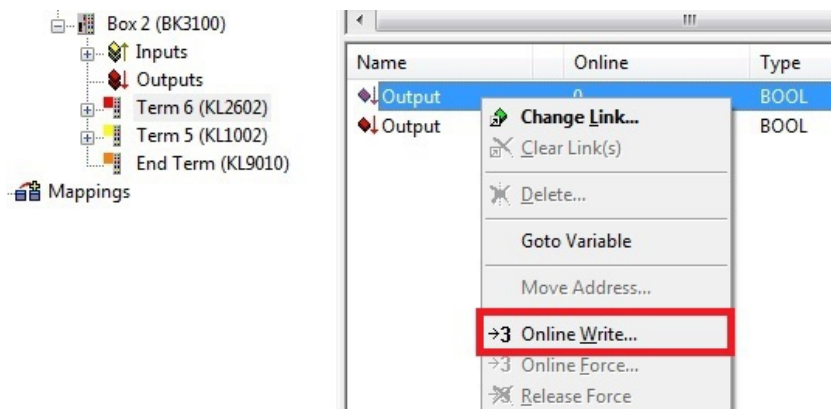 Box 2 (BK3100)
Inputs
Outputs
Term 6 (KL2602)
Term 5 (KL1002)
End Term (KL9010)
Mappings
Name Online Type
Output 0 BOOL
Output BOOL
Change Link...
Clear Link(s)
Delete...
Goto Variable
Move Address...
→3 Online Write...
→3 Online Force...
Release Force